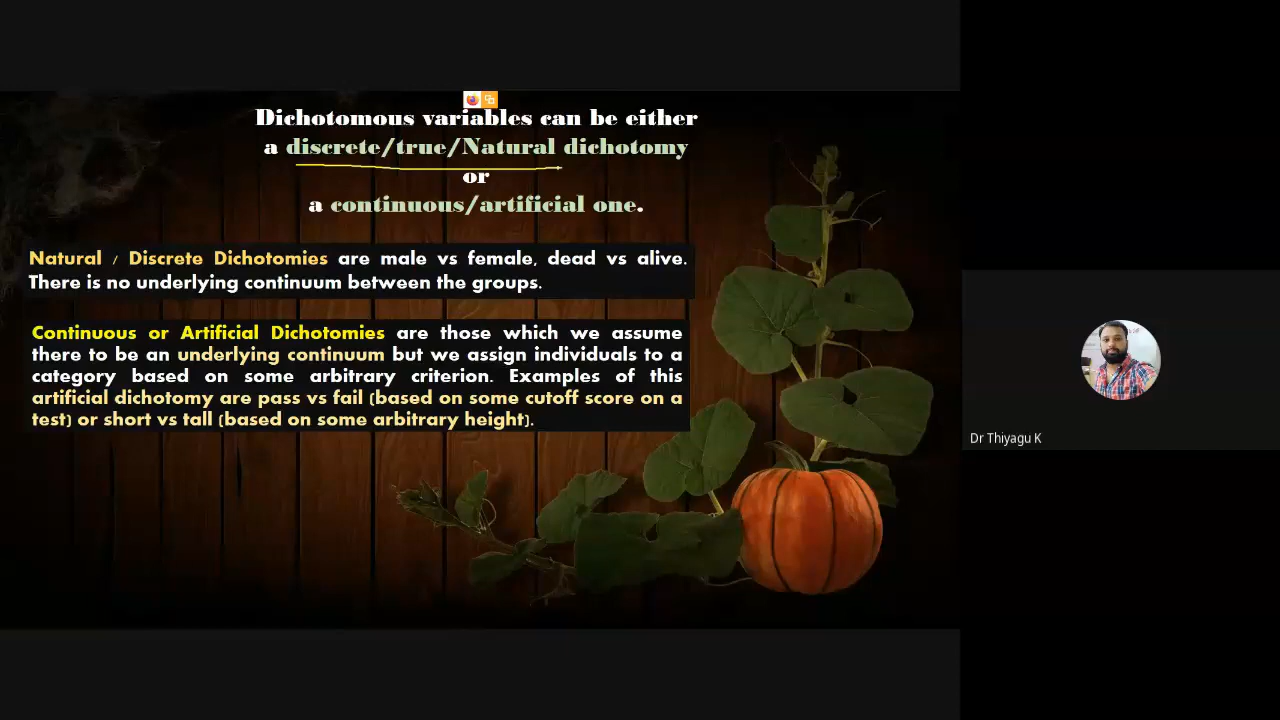 Dichotomous variables can be either
a discrete/true/Natural dichotomy
or
a continuous/artificial one.
Natural / Discrete Dichotomies are male vs female, dead vs alive.
There is no underlying continuum between the groups.
Continuous or Artificial Dichotomies are those which we assume
there to be an underlying continuum but we assign individuals to a
category based on some arbitrary criterion. Examples of this
artificial dichotomy are pass vs fail (based on some cutoff score on a
test) or short vs tall (based on some arbitrary height).
Dr Thiyagu K